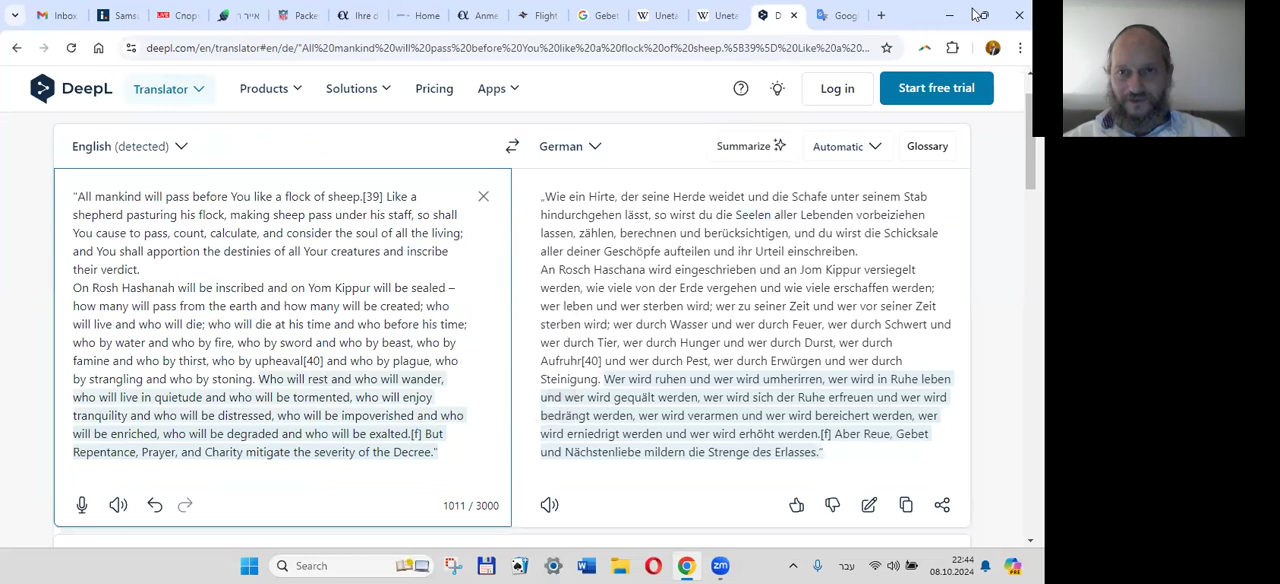 Inbox
Sams
Спор
אייר ר
Packe
Ihre d
Home
Anme
Flight
Gebet
Uneta
Uneta
D
Goog
deepl.com/en/translator#en/de/"All%20mankind%20will%20pass%20before%20You%20like%20a%20flock%20of%20sheep.%5B39%5D%20Like%20a%20...
DeepL
Translator
Products
Solutions
Pricing
Apps
Log in
Start free trial
English (detected)
German
Summarize
Automatic
Glossary
"All mankind will pass before You like a flock of sheep.[39] Like a
shepherd pasturing his flock, making sheep pass under his staff, so shall
You cause to pass, count, calculate, and consider the soul of all the living;
and You shall apportion the destinies of all Your creatures and inscribe
their verdict.
On Rosh Hashanah will be inscribed and on Yom Kippur will be sealed –
how many will pass from the earth and how many will be created; who
will live and who will die; who will die at his time and who before his time;
who by water and who by fire, who by sword and who by beast, who by
famine and who by thirst, who by upheaval[40] and who by plague, who
by strangling and who by stoning. Who will rest and who will wander,
who will live in quietude and who will be tormented, who will enjoy
tranquility and who will be distressed, who will be impoverished and who
will be enriched, who will be degraded and who will be exalted.[f] But
Repentance, Prayer, and Charity mitigate the severity of the Decree."
1011 / 3000
„Wie ein Hirte, der seine Herde weidet und die Schafe unter seinem Stab
hindurchgehen lässt, so wirst du die Seelen aller Lebenden vorbeiziehen
lassen, zählen, berechnen und berücksichtigen, und du wirst die Schicksale
aller deiner Geschöpfe aufteilen und ihr Urteil einschreiben.
An Rosch Haschana wird eingeschrieben und an Jom Kippur versiegelt
werden, wie viele von der Erde vergehen und wie viele erschaffen werden;
wer leben und wer sterben wird; wer zu seiner Zeit und wer vor seiner Zeit
sterben wird; wer durch Wasser und wer durch Feuer, wer durch Schwert und
wer durch Tier, wer durch Hunger und wer durch Durst, wer durch
Aufruhr[40] und wer durch Pest, wer durch Erwürgen und wer durch
Steinigung. Wer wird ruhen und wer wird umherirren, wer wird in Ruhe leben
und wer wird gequält werden, wer wird sich der Ruhe erfreuen und wer wird
bedrängt werden, wer wird verarmen und wer wird bereichert werden, wer
wird erniedrigt werden und wer wird erhöht werden.[f] Aber Reue, Gebet
und Nächstenliebe mildern die Strenge des Erlasses."
Search
עבר
22:44
08.10.2024